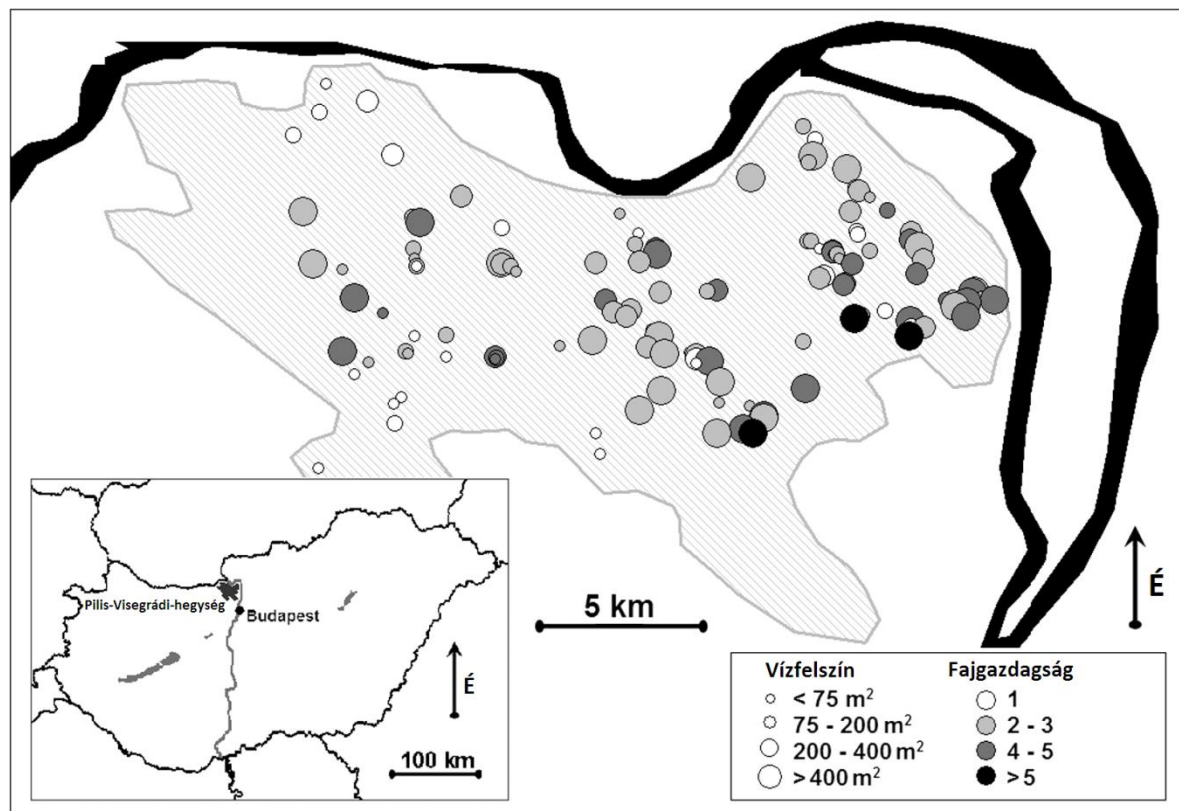 Pilis-Visegrádi-hegység
Budapest
É
100 km
5 km
É
Vízfelszín
< 75 m²
75 - 200 m²
200 - 400 m²
> 400 m²
Fajgazdagság
1
2 - 3
4 - 5
> 5